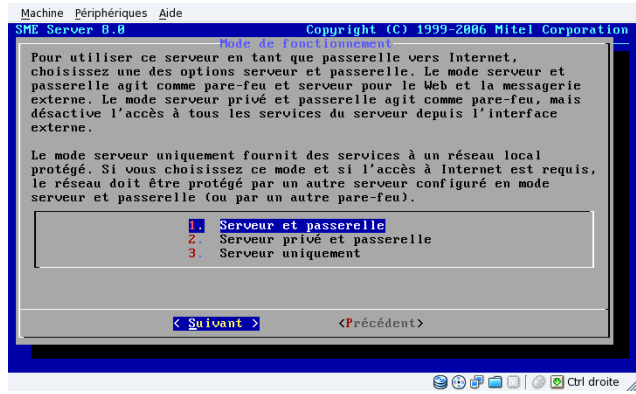 Machine Périphériques Aide
SME Server 8.0 Copyright (C) 1999-2006 Mitel Corporation
Mode de fonctionnement
Pour utiliser ce serveur en tant que passerelle vers Internet,
choisissez une des options serveur et passerelle. Le mode serveur et
passerelle agit comme pare-feu et serveur pour le Web et la messagerie
externe. Le mode serveur privé et passerelle agit comme pare-feu, mais
désactive l'accès à tous les services du serveur depuis l'interface
externe.
Le mode serveur uniquement fournit des services à un réseau local
protégé. Si vous choisissez ce mode et si l'accès à Internet est requis,
le réseau doit être protégé par un autre serveur configuré en mode
serveur et passerelle (ou par un autre pare-feu).
1. Serveur et passerelle
2. Serveur privé et passerelle
3. Serveur uniquement
< Suivant > <Précédent>
Ctrl droite